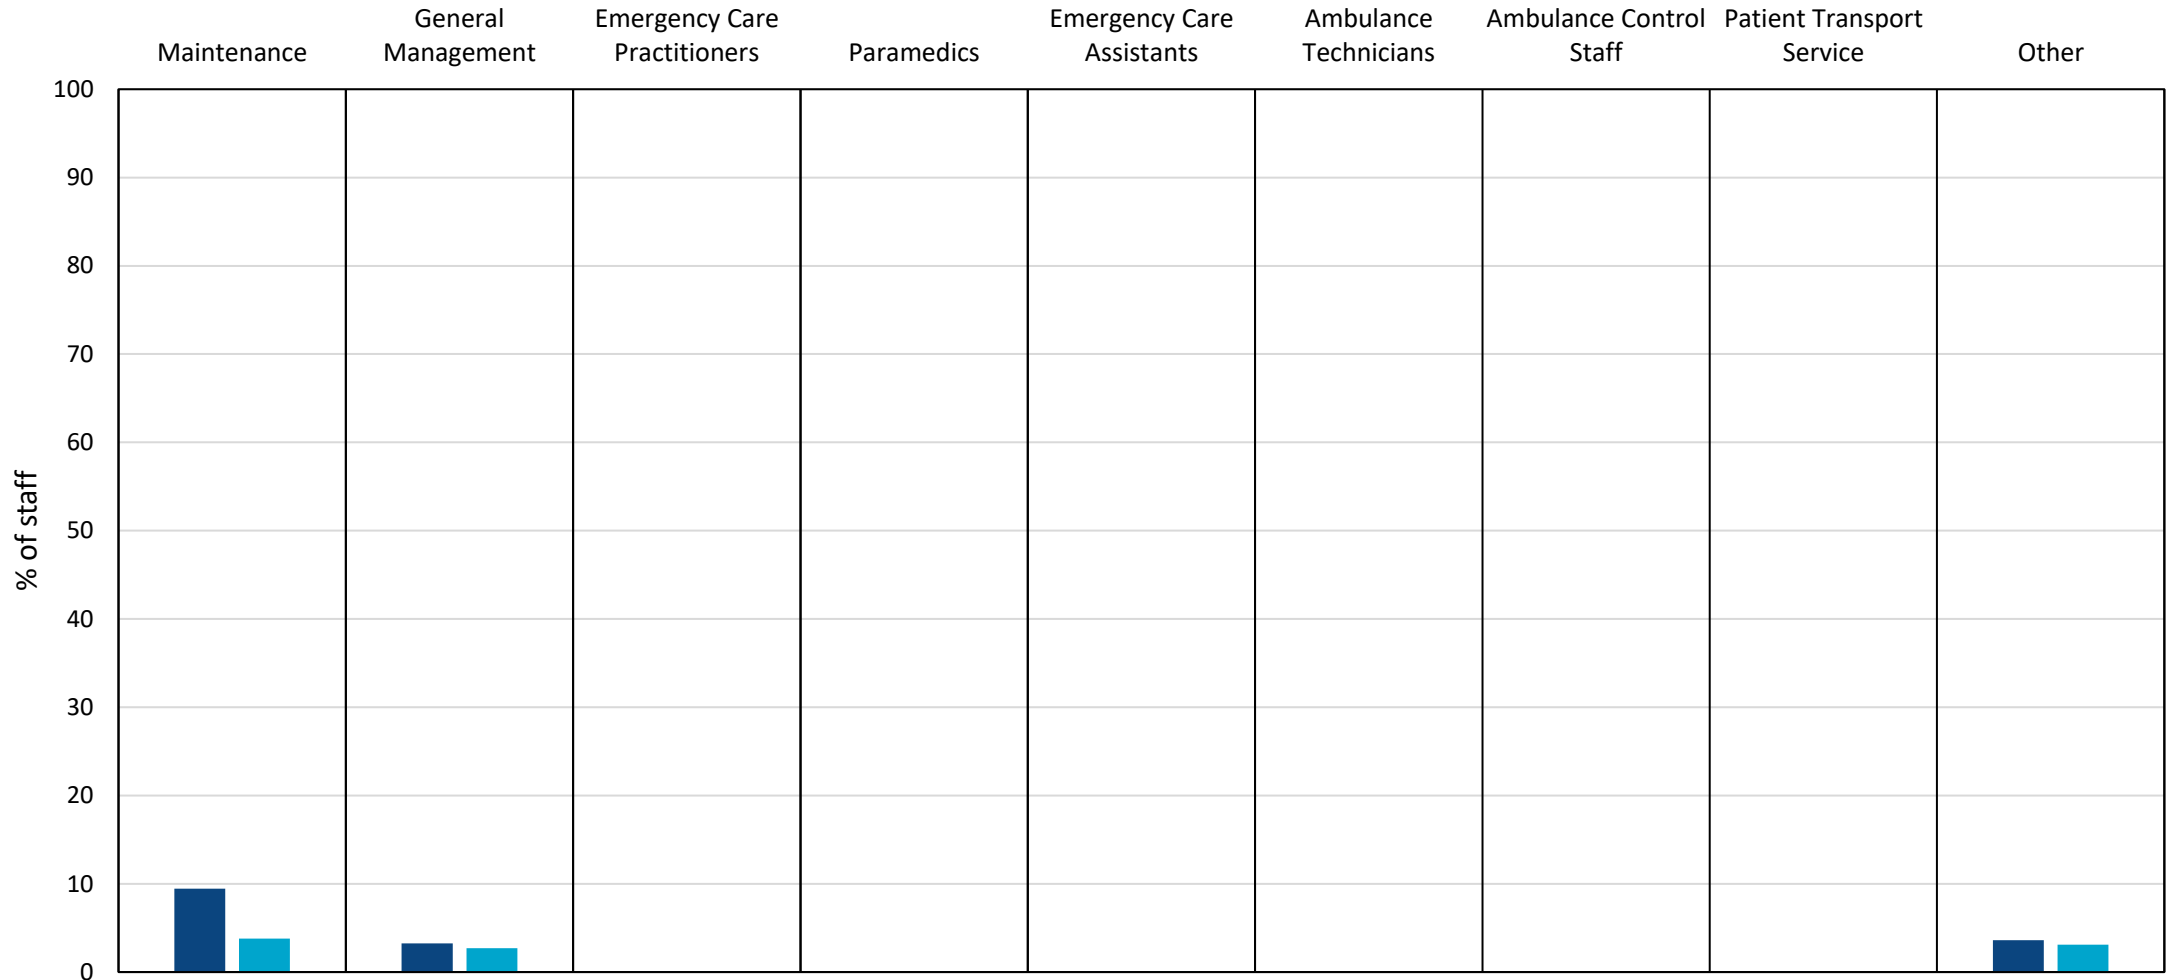 Maintenance
General
Management
Emergency Care
Practitioners
Paramedics
Emergency Care
Assistants
Ambulance
Technicians
Ambulance Control
Staff
Patient Transport
Service
Other
100
90
80
70
60
50
40
30
20
10
0
% of staff